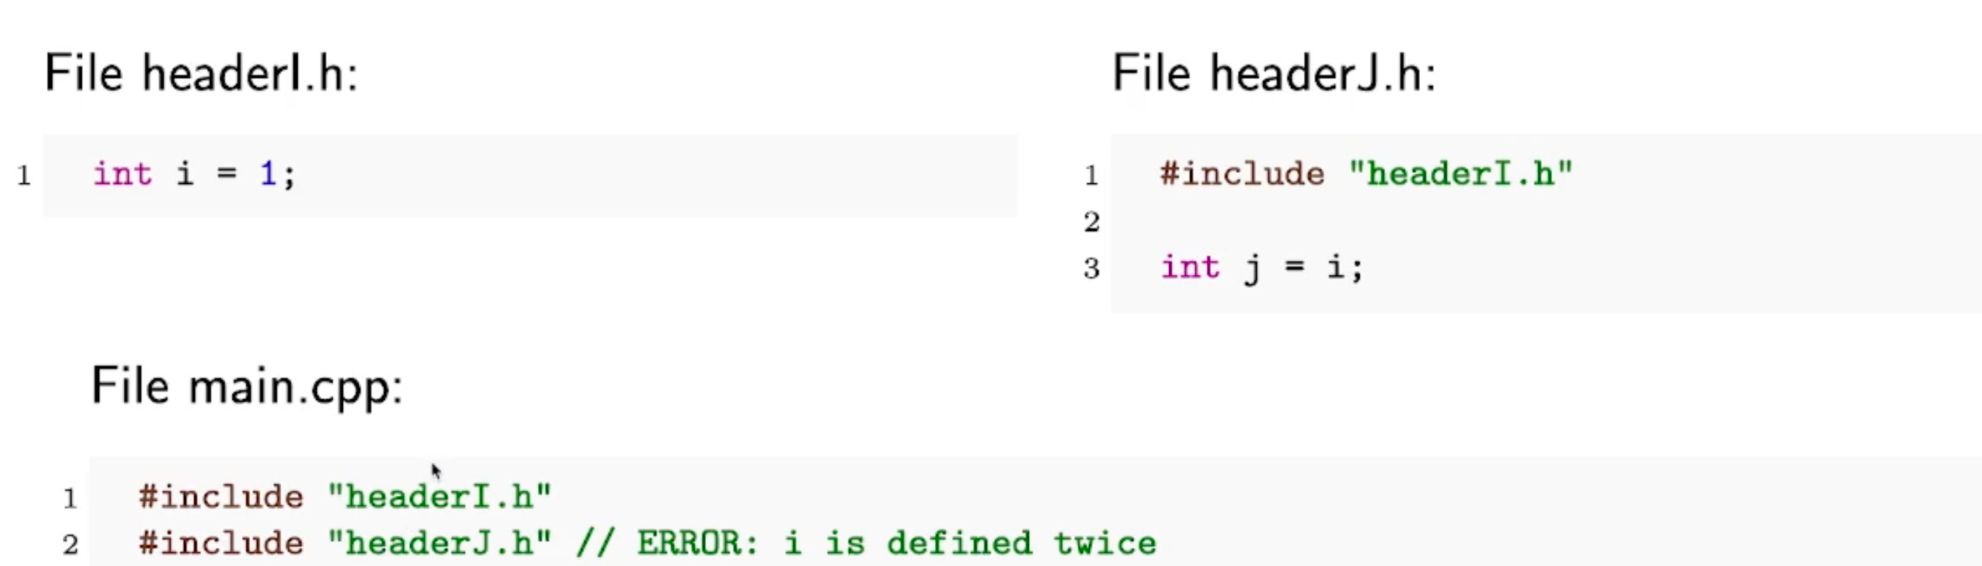 File headerI.h:
1 int i = 1;
File headerJ.h:
1 #include "headerI.h"
2
3 int j = i;
File main.cpp:
1 #include "headerI.h"
2 #include "headerJ.h" // ERROR: i is defined twice